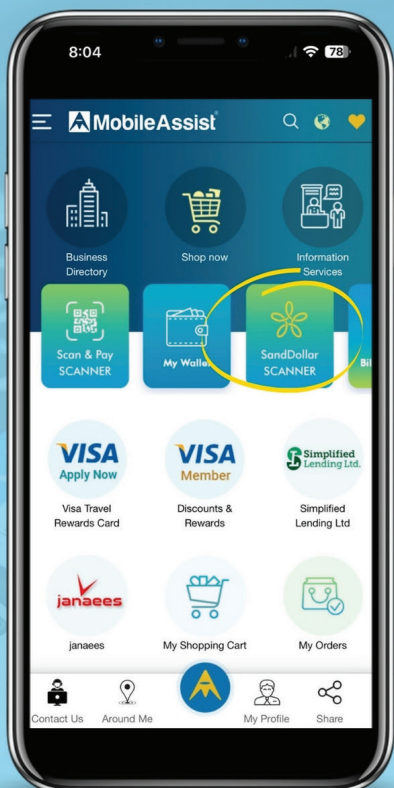 8:04
78
MobileAssist®
Business
Directory
Shop now
Information
Services
Scan & Pay
SCANNER
My Wallet
SandDollar
SCANNER
Bil
VISA
Apply Now
VISA
Member
Simplified
Lending Ltd.
Visa Travel
Rewards Card
Discounts &
Rewards
Simplified
Lending Ltd
janaees
janaees
My Shopping Cart
My Orders
Contact Us
Around Me
My Profile
Share